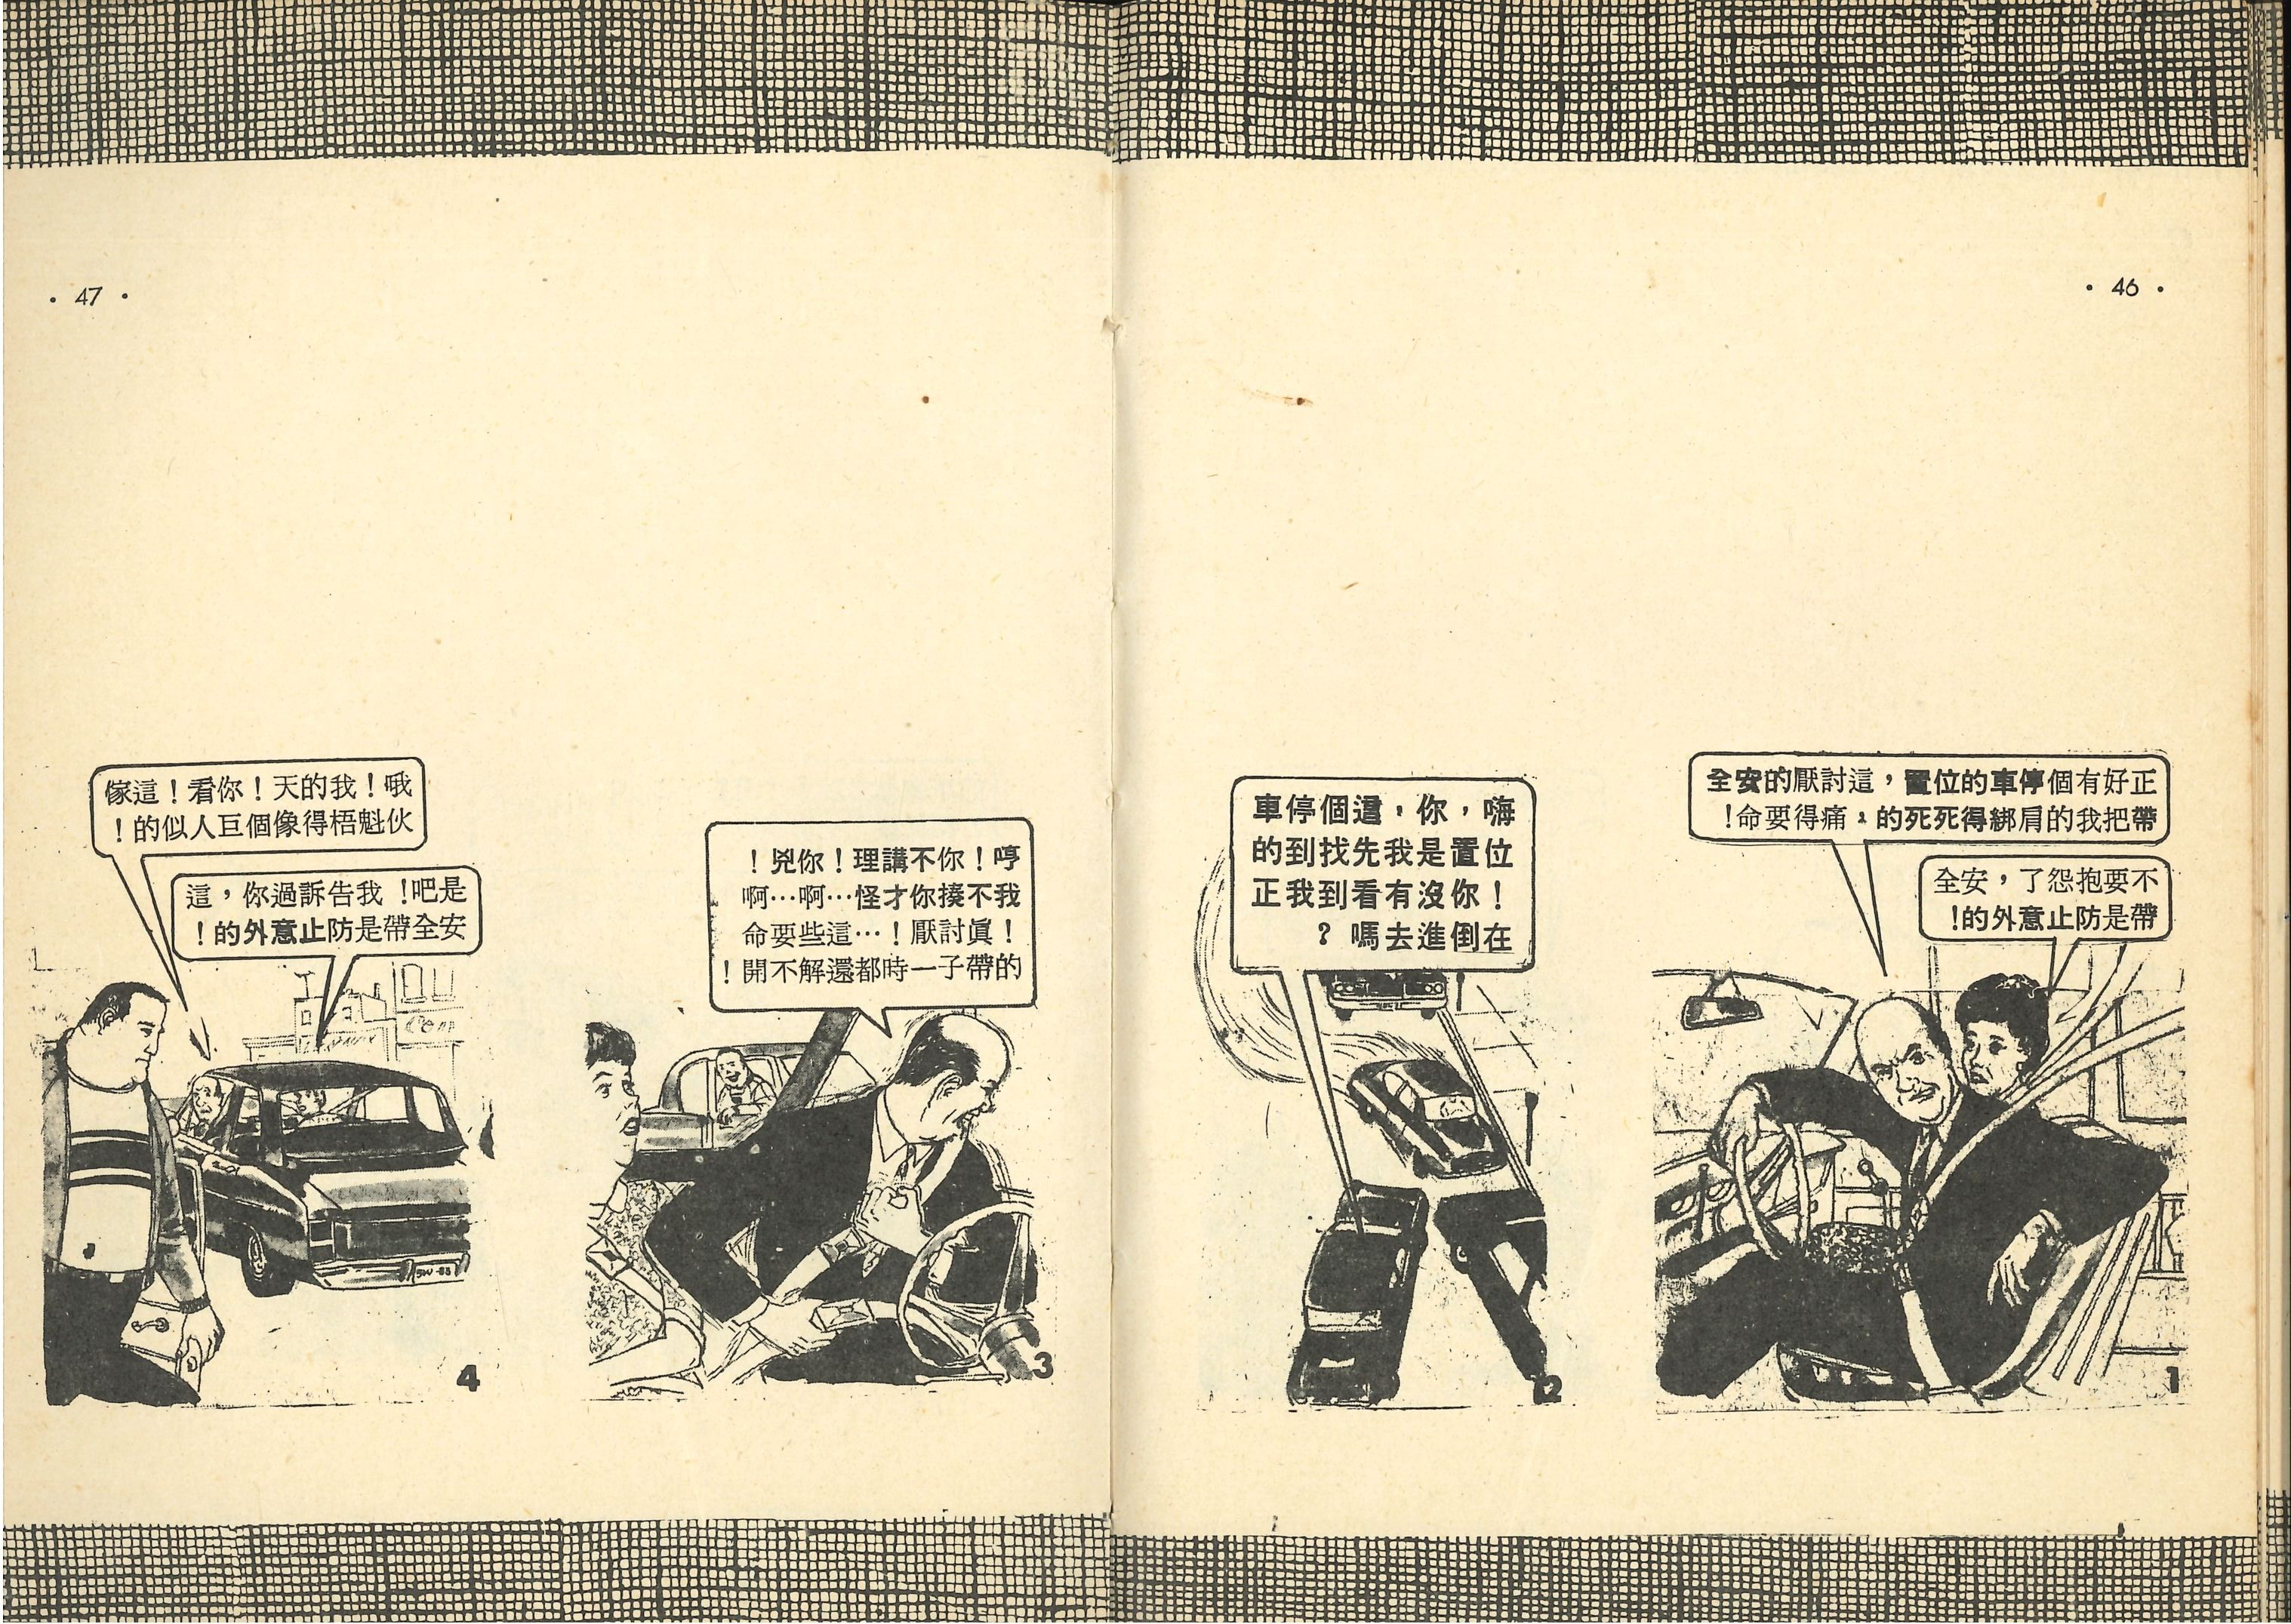 · 46 ·
正好有個停車的位置，這討厭的安全
帶把我的肩綁得死死的，痛得要命！
不要抱怨了，安全
帶是防止意外的！
1
嗨，你，這個停車
位置是我先找到的
！你沒有看到我正
在倒進去嗎？
2
· 47 ·
哼！你不講理！你兇！
我不揍你才怪…啊…啊
！眞討厭！…這些要命
的帶子一時都還解不開！
3
哦！我的天！你看！這傢
伙魁梧得像個巨人似的！
是吧！我告訴過你，這
安全帶是防止意外的！
4